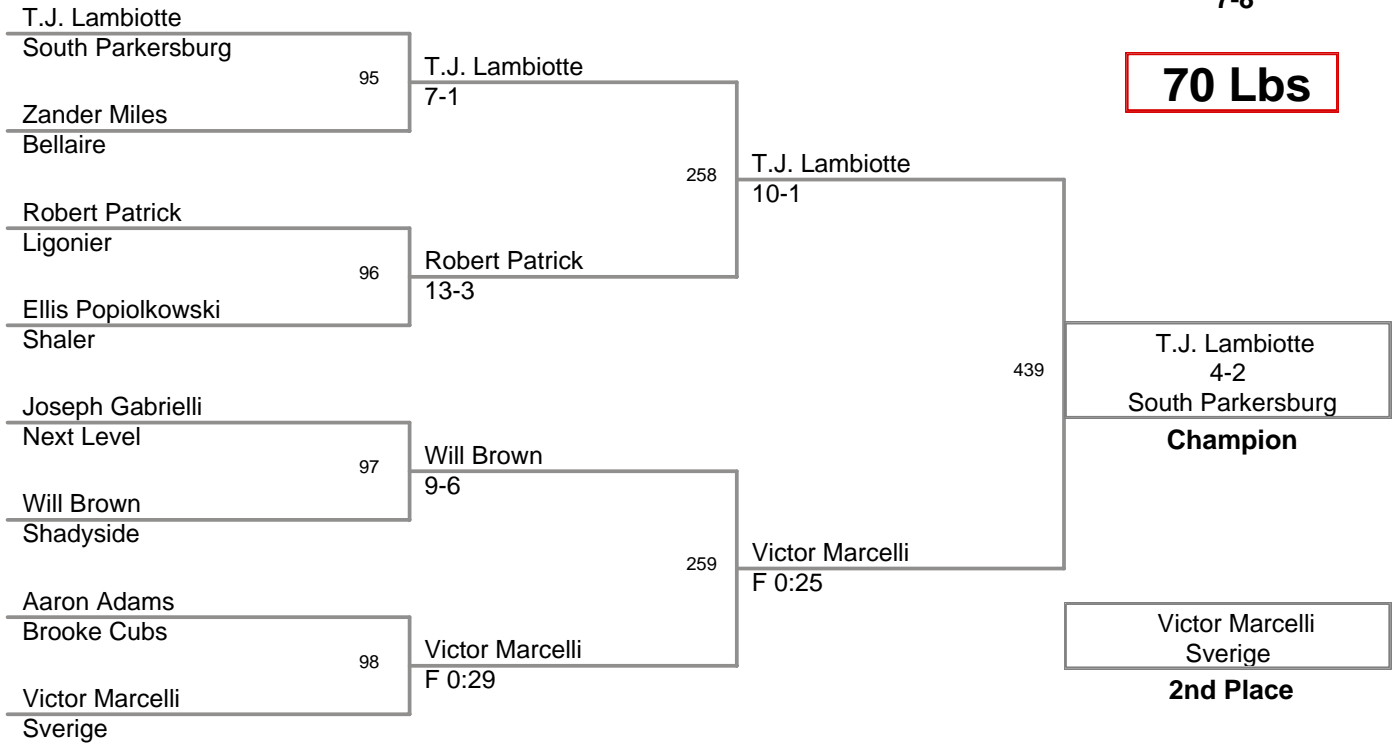 7-8
70 Lbs
T.J. Lambiotte
South Parkersburg
95
Zander Miles
Bellaire
T.J. Lambiotte
7-1
Robert Patrick
Ligonier
96
Ellis Popiolkowski
Shaler
Robert Patrick
13-3
258
T.J. Lambiotte
10-1
Joseph Gabrielli
Next Level
97
Will Brown
Shadyside
Will Brown
9-6
Aaron Adams
Brooke Cubs
98
Victor Marcelli
Sverige
Victor Marcelli
F 0:29
259
Victor Marcelli
F 0:25
439
T.J. Lambiotte
4-2
South Parkersburg
Champion
Victor Marcelli
Sverige
2nd Place